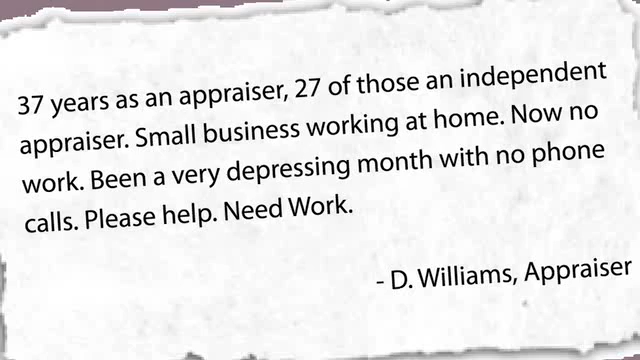 37 years as an appraiser, 27 of those an independent
appraiser. Small business working at home. Now no
work. Been a very depressing month with no phone
calls. Please help. Need Work.
- D. Williams, Appraiser